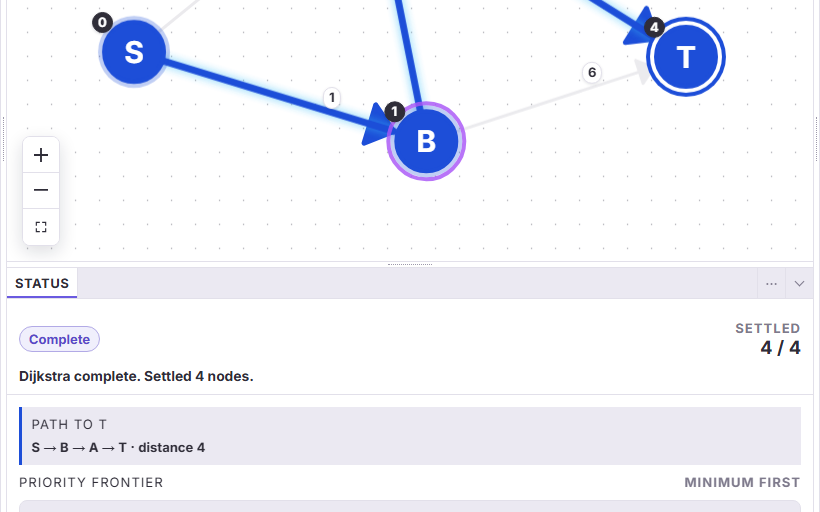 0
S
1
1
B
4
T
6
STATUS
Complete
SETTLED
4 / 4
Dijkstra complete. Settled 4 nodes.
PATH TO T
S → B → A → T · distance 4
PRIORITY FRONTIER
MINIMUM FIRST